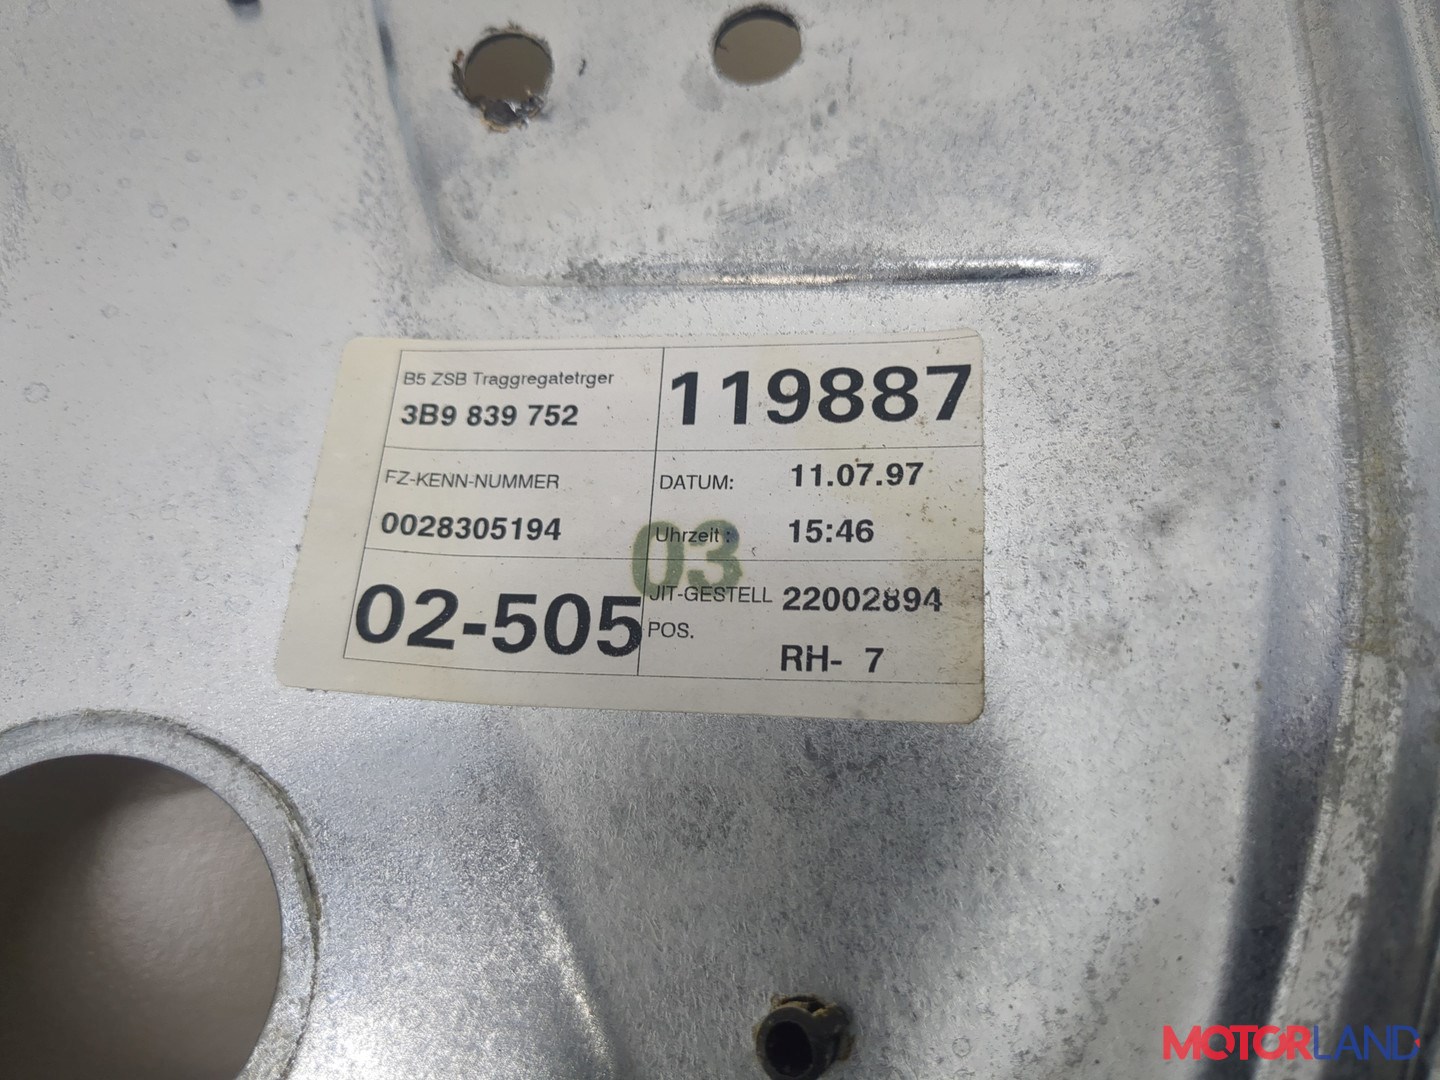 B5 ZSB Traggregatetrger
3B9 839 752
119887
FZ-KENN-NUMMER
0028305194
DATUM: 11.07.97
Uhrzeit : 15:46
03
02-505
JIT-GESTELL 22002894
POS.
RH- 7
MOTORLAND